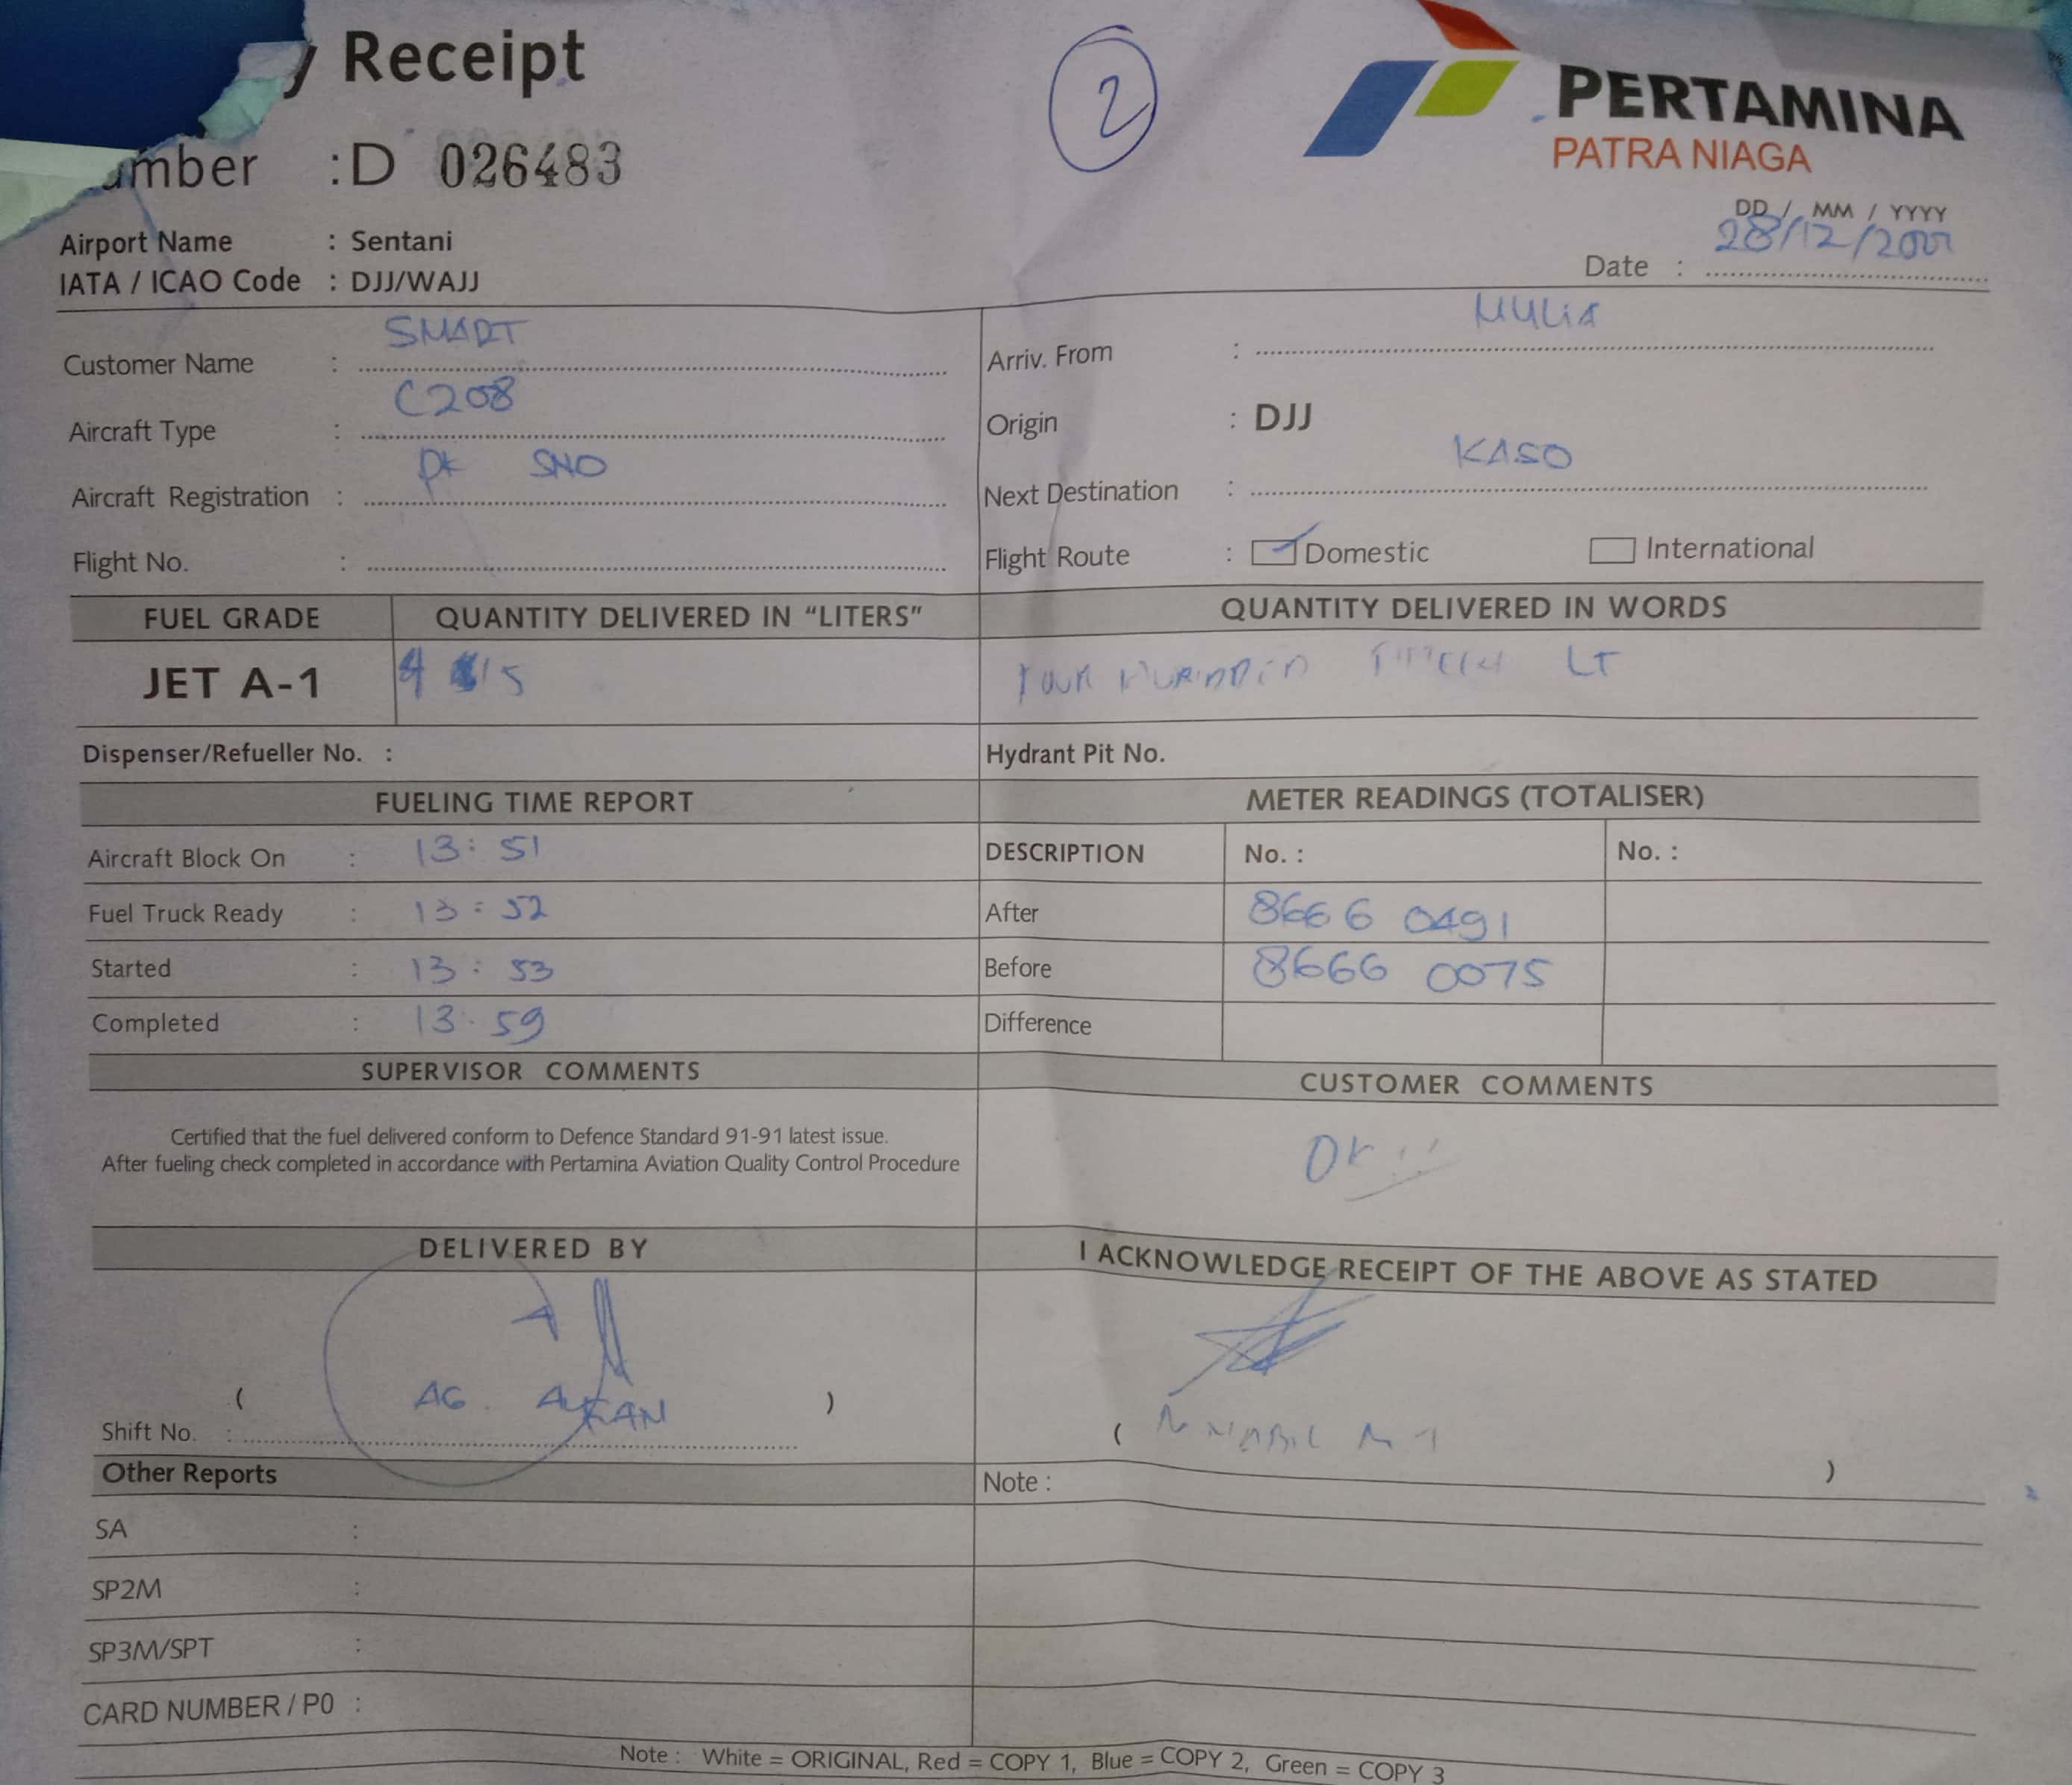 y Receipt
2
PERTAMINA
PATRA NIAGA
umber : D 026483
DD / MM / YYYY
Date : 28/12/
Airport Name : Sentani
IATA / ICAO Code : DJJ/WAJJ
Customer Name : SMART
Arriv. From : MULIA
Aircraft Type : C208
Origin : DJJ
Aircraft Registration : PK SNO
Next Destination : KASO
Flight No. :
Flight Route : Domestic International
FUEL GRADE QUANTITY DELIVERED IN “LITERS” QUANTITY DELIVERED IN WORDS
JET A-1 4 15 FOUR HUNDRED FIFTEEN LT
Dispenser/Refueller No. : Hydrant Pit No.
FUELING TIME REPORT METER READINGS (TOTALISER)
Aircraft Block On : 13:51 DESCRIPTION No. : No. :
Fuel Truck Ready : 13:52 After 8666 0491
Started : 13:53 Before 8666 0075
Completed : 13:59 Difference
SUPERVISOR COMMENTS CUSTOMER COMMENTS
Certified that the fuel delivered conform to Defence Standard 91-91 latest issue.
After fueling check completed in accordance with Pertamina Aviation Quality Control Procedure
OK
DELIVERED BY I ACKNOWLEDGE RECEIPT OF THE ABOVE AS STATED
( AG. )
Shift No. :
( )
Other Reports Note :
SA :
SP2M :
SP3M/SPT :
CARD NUMBER / P0 :
Note : White = ORIGINAL, Red = COPY 1, Blue = COPY 2, Green = COPY 3